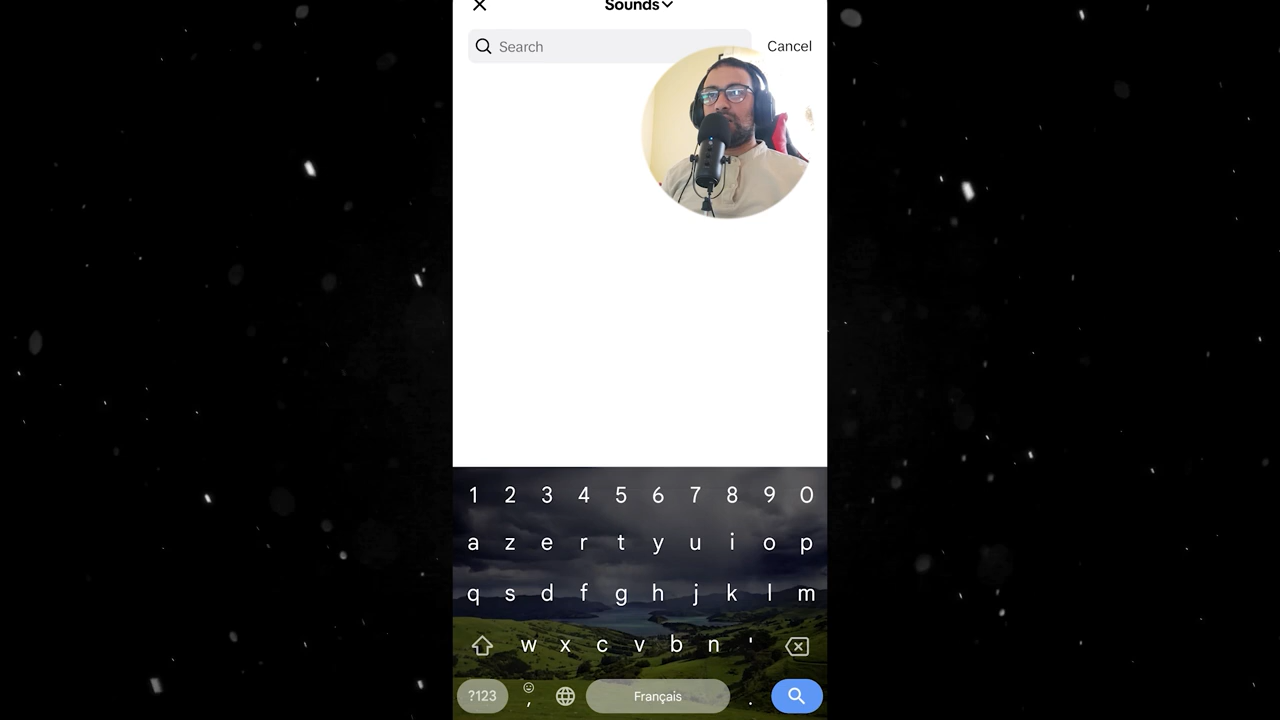 Sounds
Search
Cancel
1 2 3 4 5 6 7 8 9 0
a z e r t y u i o p
q s d f g h j k l m
w x c v b n '
?123 , Français .